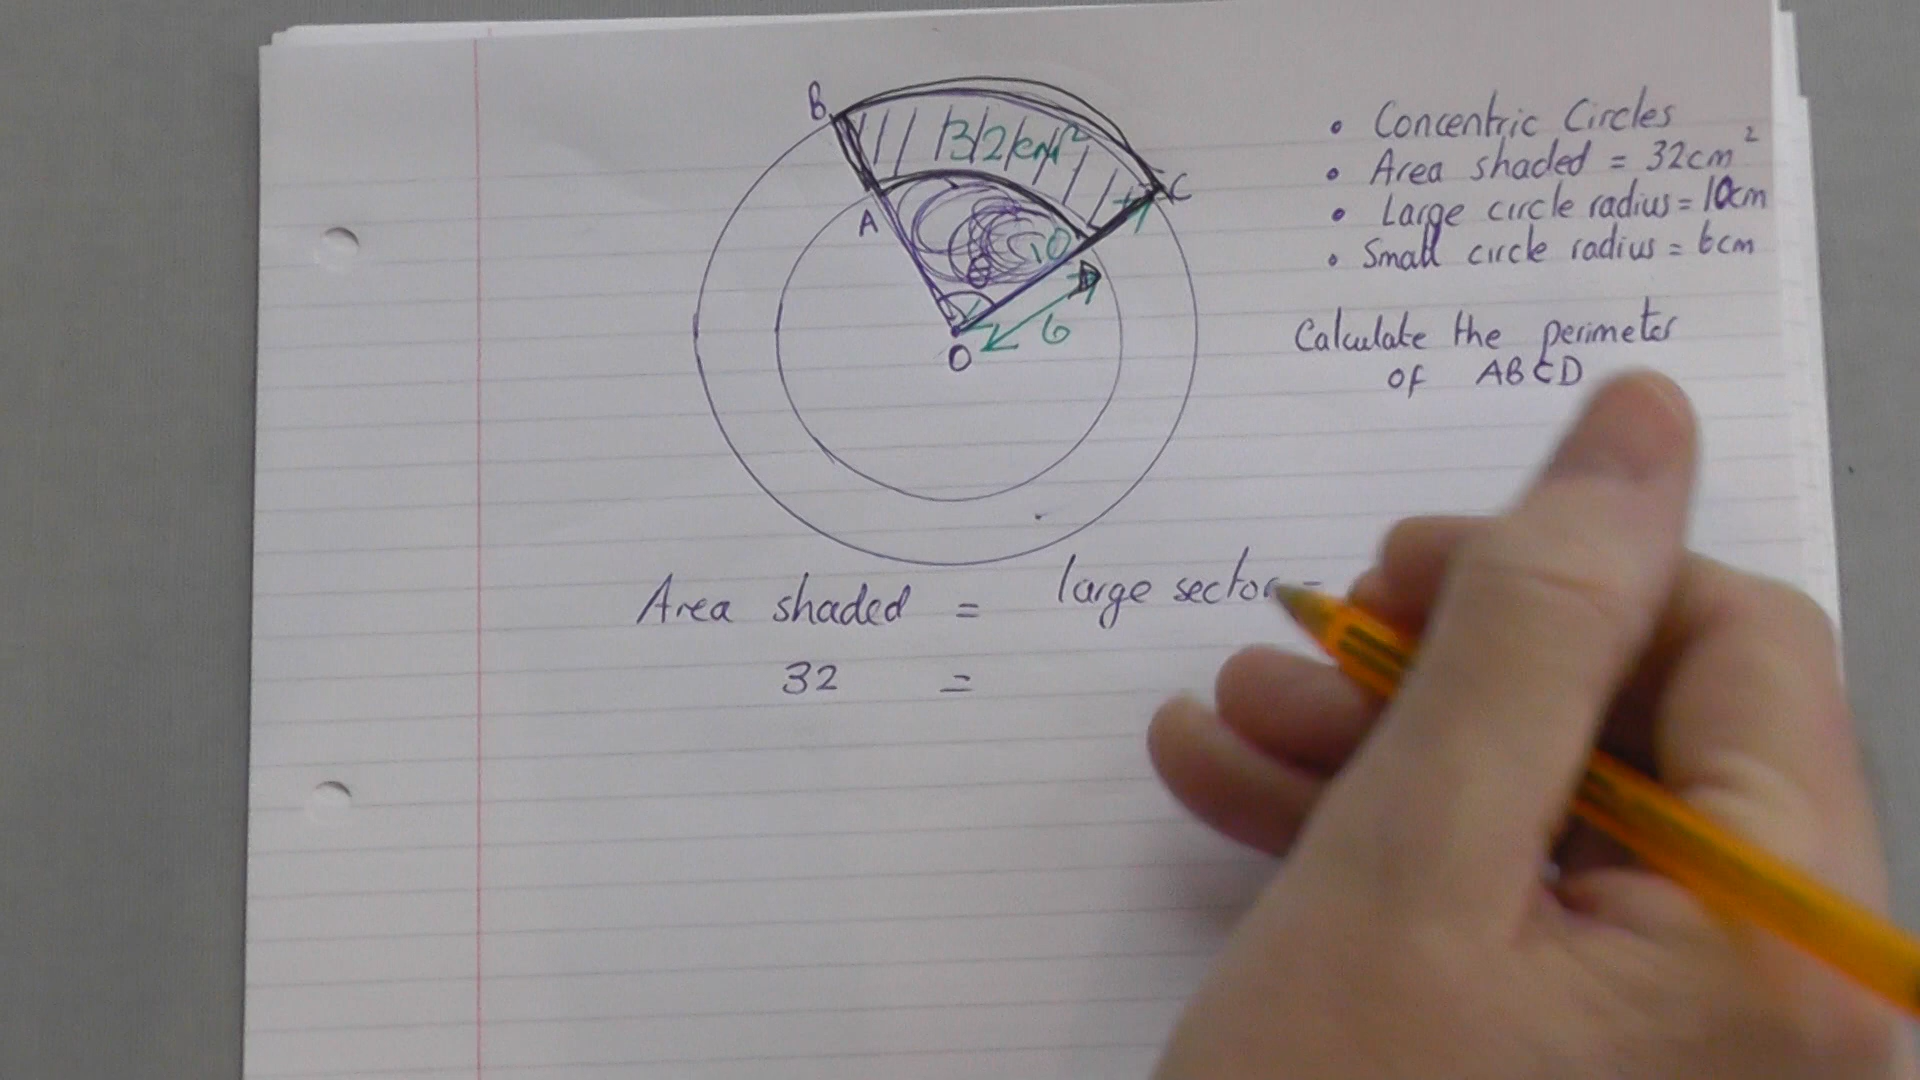 B
32cm²
C
A
10
θ
D
6
O
• Concentric Circles
• Area shaded = 32cm²
• Large circle radius = 10cm
• Small circle radius = 6cm
Calculate the perimeter
of ABCD
Area shaded = large sector -
32 =